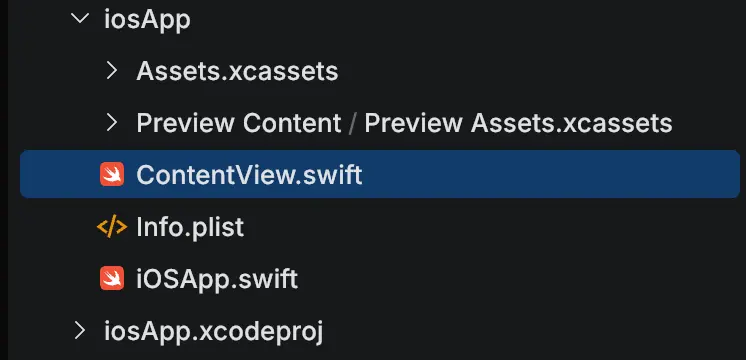 iosApp
Assets.xcassets
Preview Content / Preview Assets.xcassets
ContentView.swift
</> Info.plist
iOSApp.swift
iosApp.xcodeproj